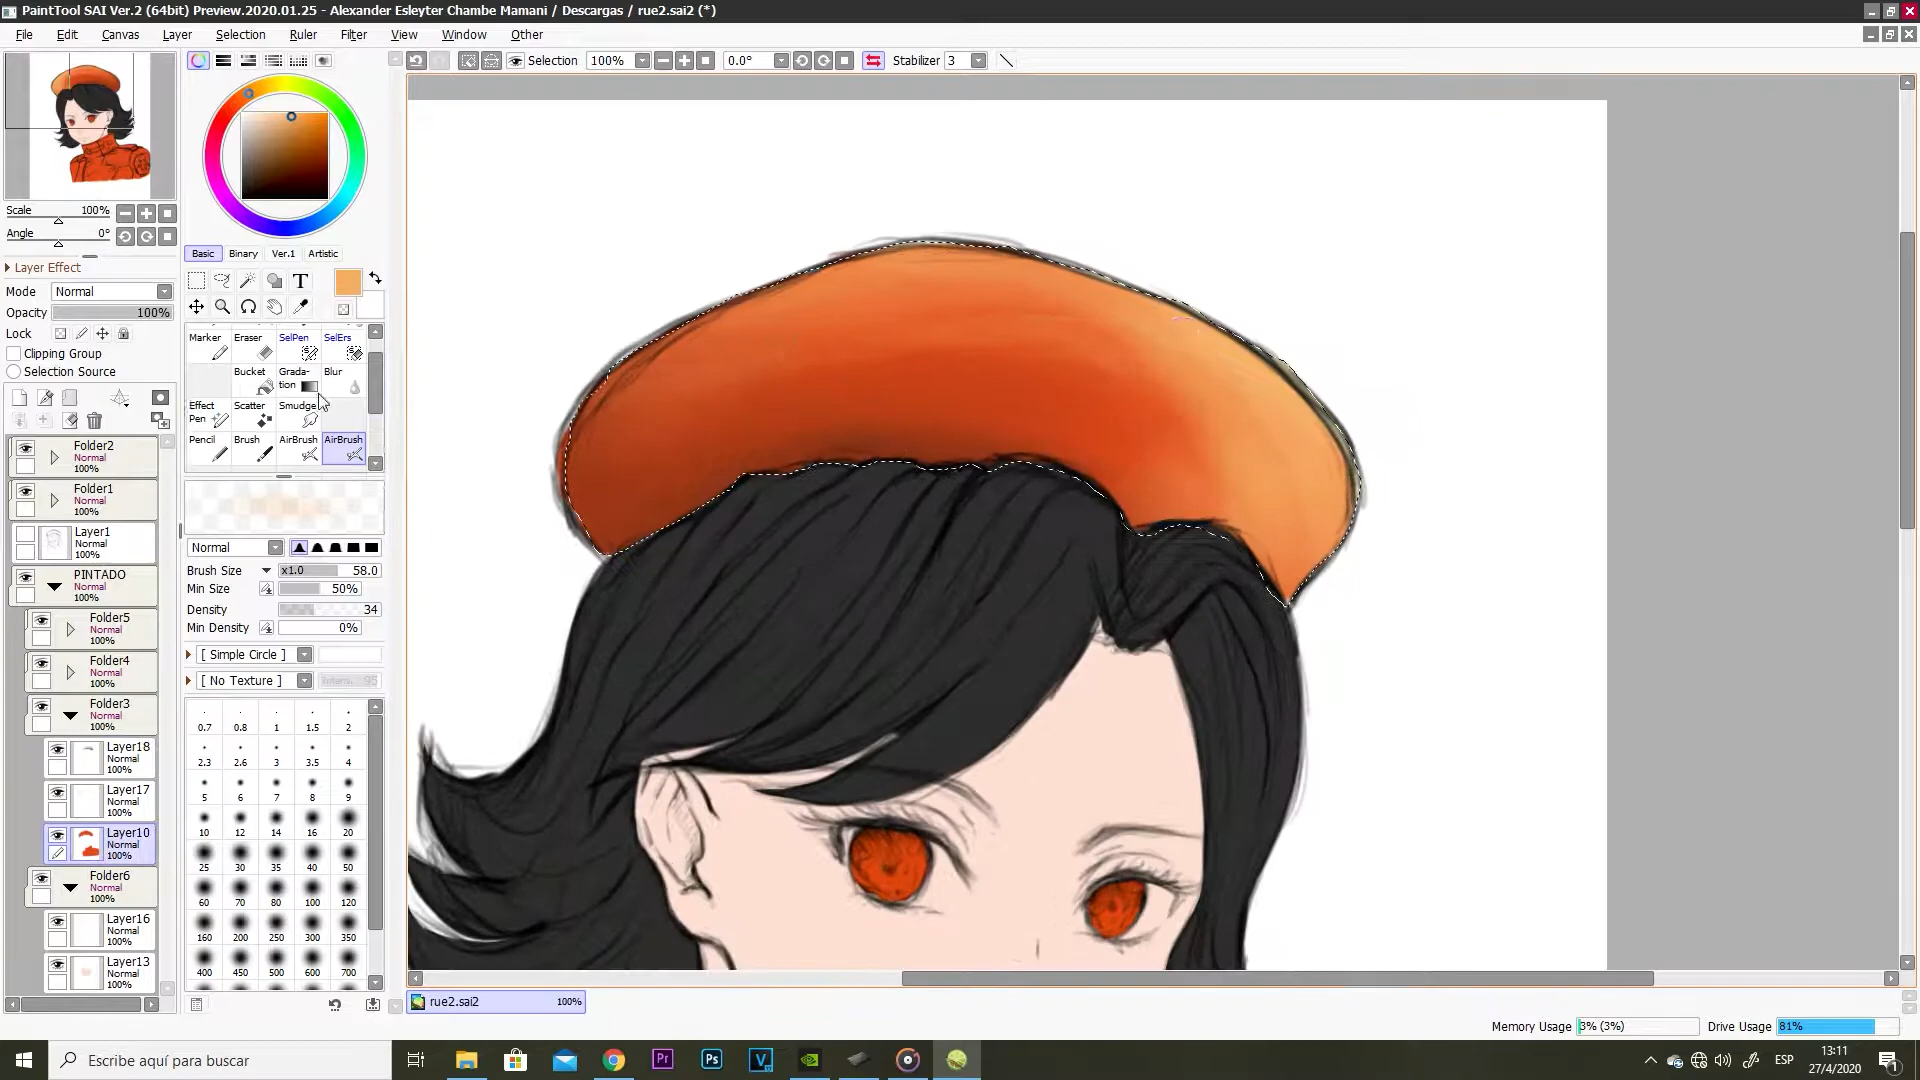 PaintTool SAI Ver.2 (64bit) Preview.2020.01.25 - Alexander Esleyter Chambe Mamani / Descargas / rue2.sai2 (*)
File Edit Canvas Layer Selection Ruler Filter View Window Other
Selection 100% 0.0° Stabilizer 3
Scale 100%
Angle 0°
Layer Effect
Mode Normal
Opacity 100%
Lock
Clipping Group
Selection Source
Folder2
Normal
100%
Folder1
Normal
100%
Layer1
Normal
100%
PINTADO
Normal
100%
Folder5
Normal
100%
Folder4
Normal
100%
Folder3
Normal
100%
Layer18
Normal
100%
Layer17
Normal
100%
Layer10
Normal
100%
Folder6
Normal
100%
Layer16
Normal
100%
Layer13
Normal
100%
Basic Binary Ver.1 Artistic
T
Marker Eraser SelPen SelErs
Bucket Grada-
tion Blur
Effect
Pen Scatter Smudge
Pencil Brush AirBrush AirBrush
Normal
Brush Size x1.0 58.0
Min Size 50%
Density 34
Min Density 0%
[ Simple Circle ]
[ No Texture ] 95
0.7 0.8 1 1.5 2
2.3 2.6 3 3.5 4
5 6 7 8 9
10 12 14 16 20
25 30 35 40 50
60 70 80 100 120
160 200 250 300 350
400 450 500 600 700
rue2.sai2 100%
Memory Usage 3% (3%) Drive Usage 81%
Escribe aquí para buscar
Pr Ps V
ESP
13:11
27/4/2020
1